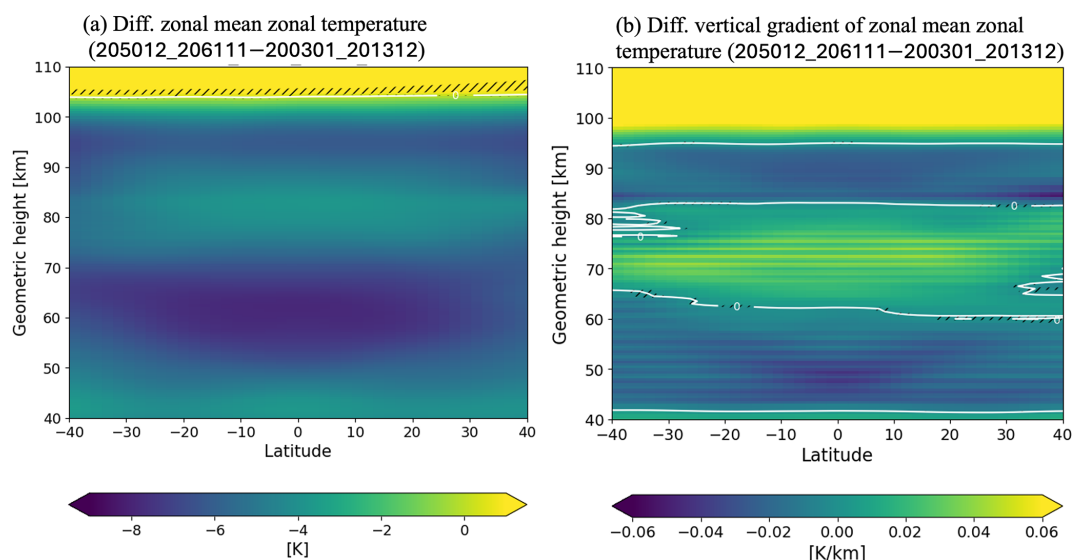 (a) Diff. zonal mean zonal temperature
(205012_206111−200301_201312)
110
100
90
80
70
60
50
40
Geometric height [km]
0
−40 −30 −20 −10 0 10 20 30 40
Latitude
−8 −6 −4 −2 0
[K]
(b) Diff. vertical gradient of zonal mean zonal
temperature (205012_206111−200301_201312)
110
100
90
80
70
60
50
40
Geometric height [km]
0
0
0
0
−40 −30 −20 −10 0 10 20 30 40
Latitude
−0.06 −0.04 −0.02 0.00 0.02 0.04 0.06
[K/km]